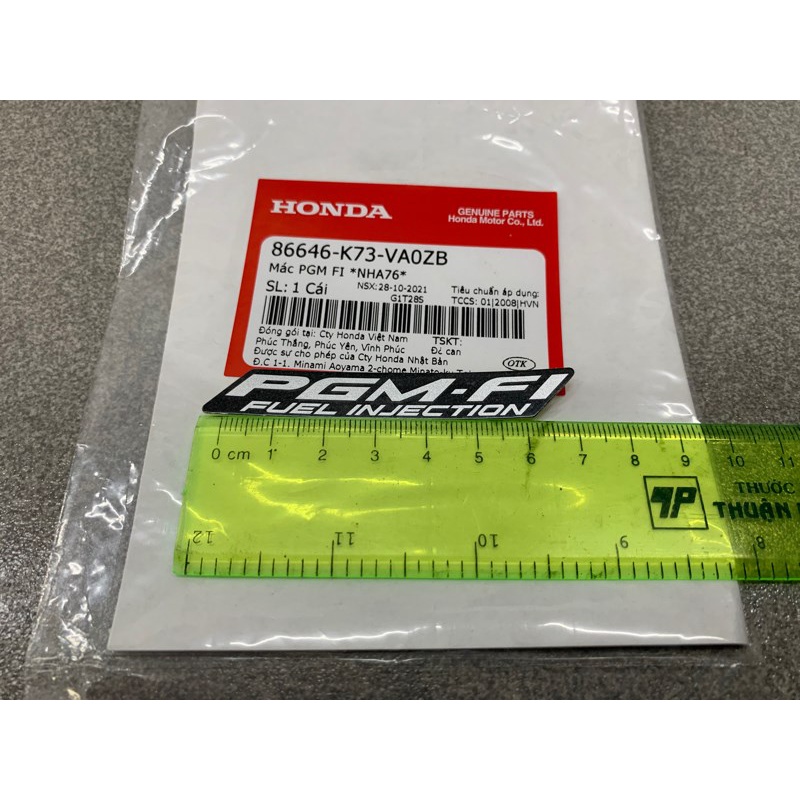 HONDA
GENUINE PARTS
Honda Motor Co., Ltd.
86646-K73-VA0ZB
Mác PGM FI *NHA76*
SL: 1 Cái
NSX:28-10-2021
Tiêu chuẩn áp dụng:
G1T28S
TCCS: 01|2008|HVN
Đóng gói tại: Cty Honda Việt Nam
TSKT:
Phúc Thắng, Phúc Yên, Vĩnh Phúc
Đề can
Được sự cho phép của Cty Honda Nhật Bản
OTK
Đ.C 1-1. Minami Aoyama 2-chome
PGM-FI
FUEL INJECTION
0 cm 1 2 3 4 5 6 7 8 9 10 11
TP
THƯỚC
THUẬN
12 11 10 9 8